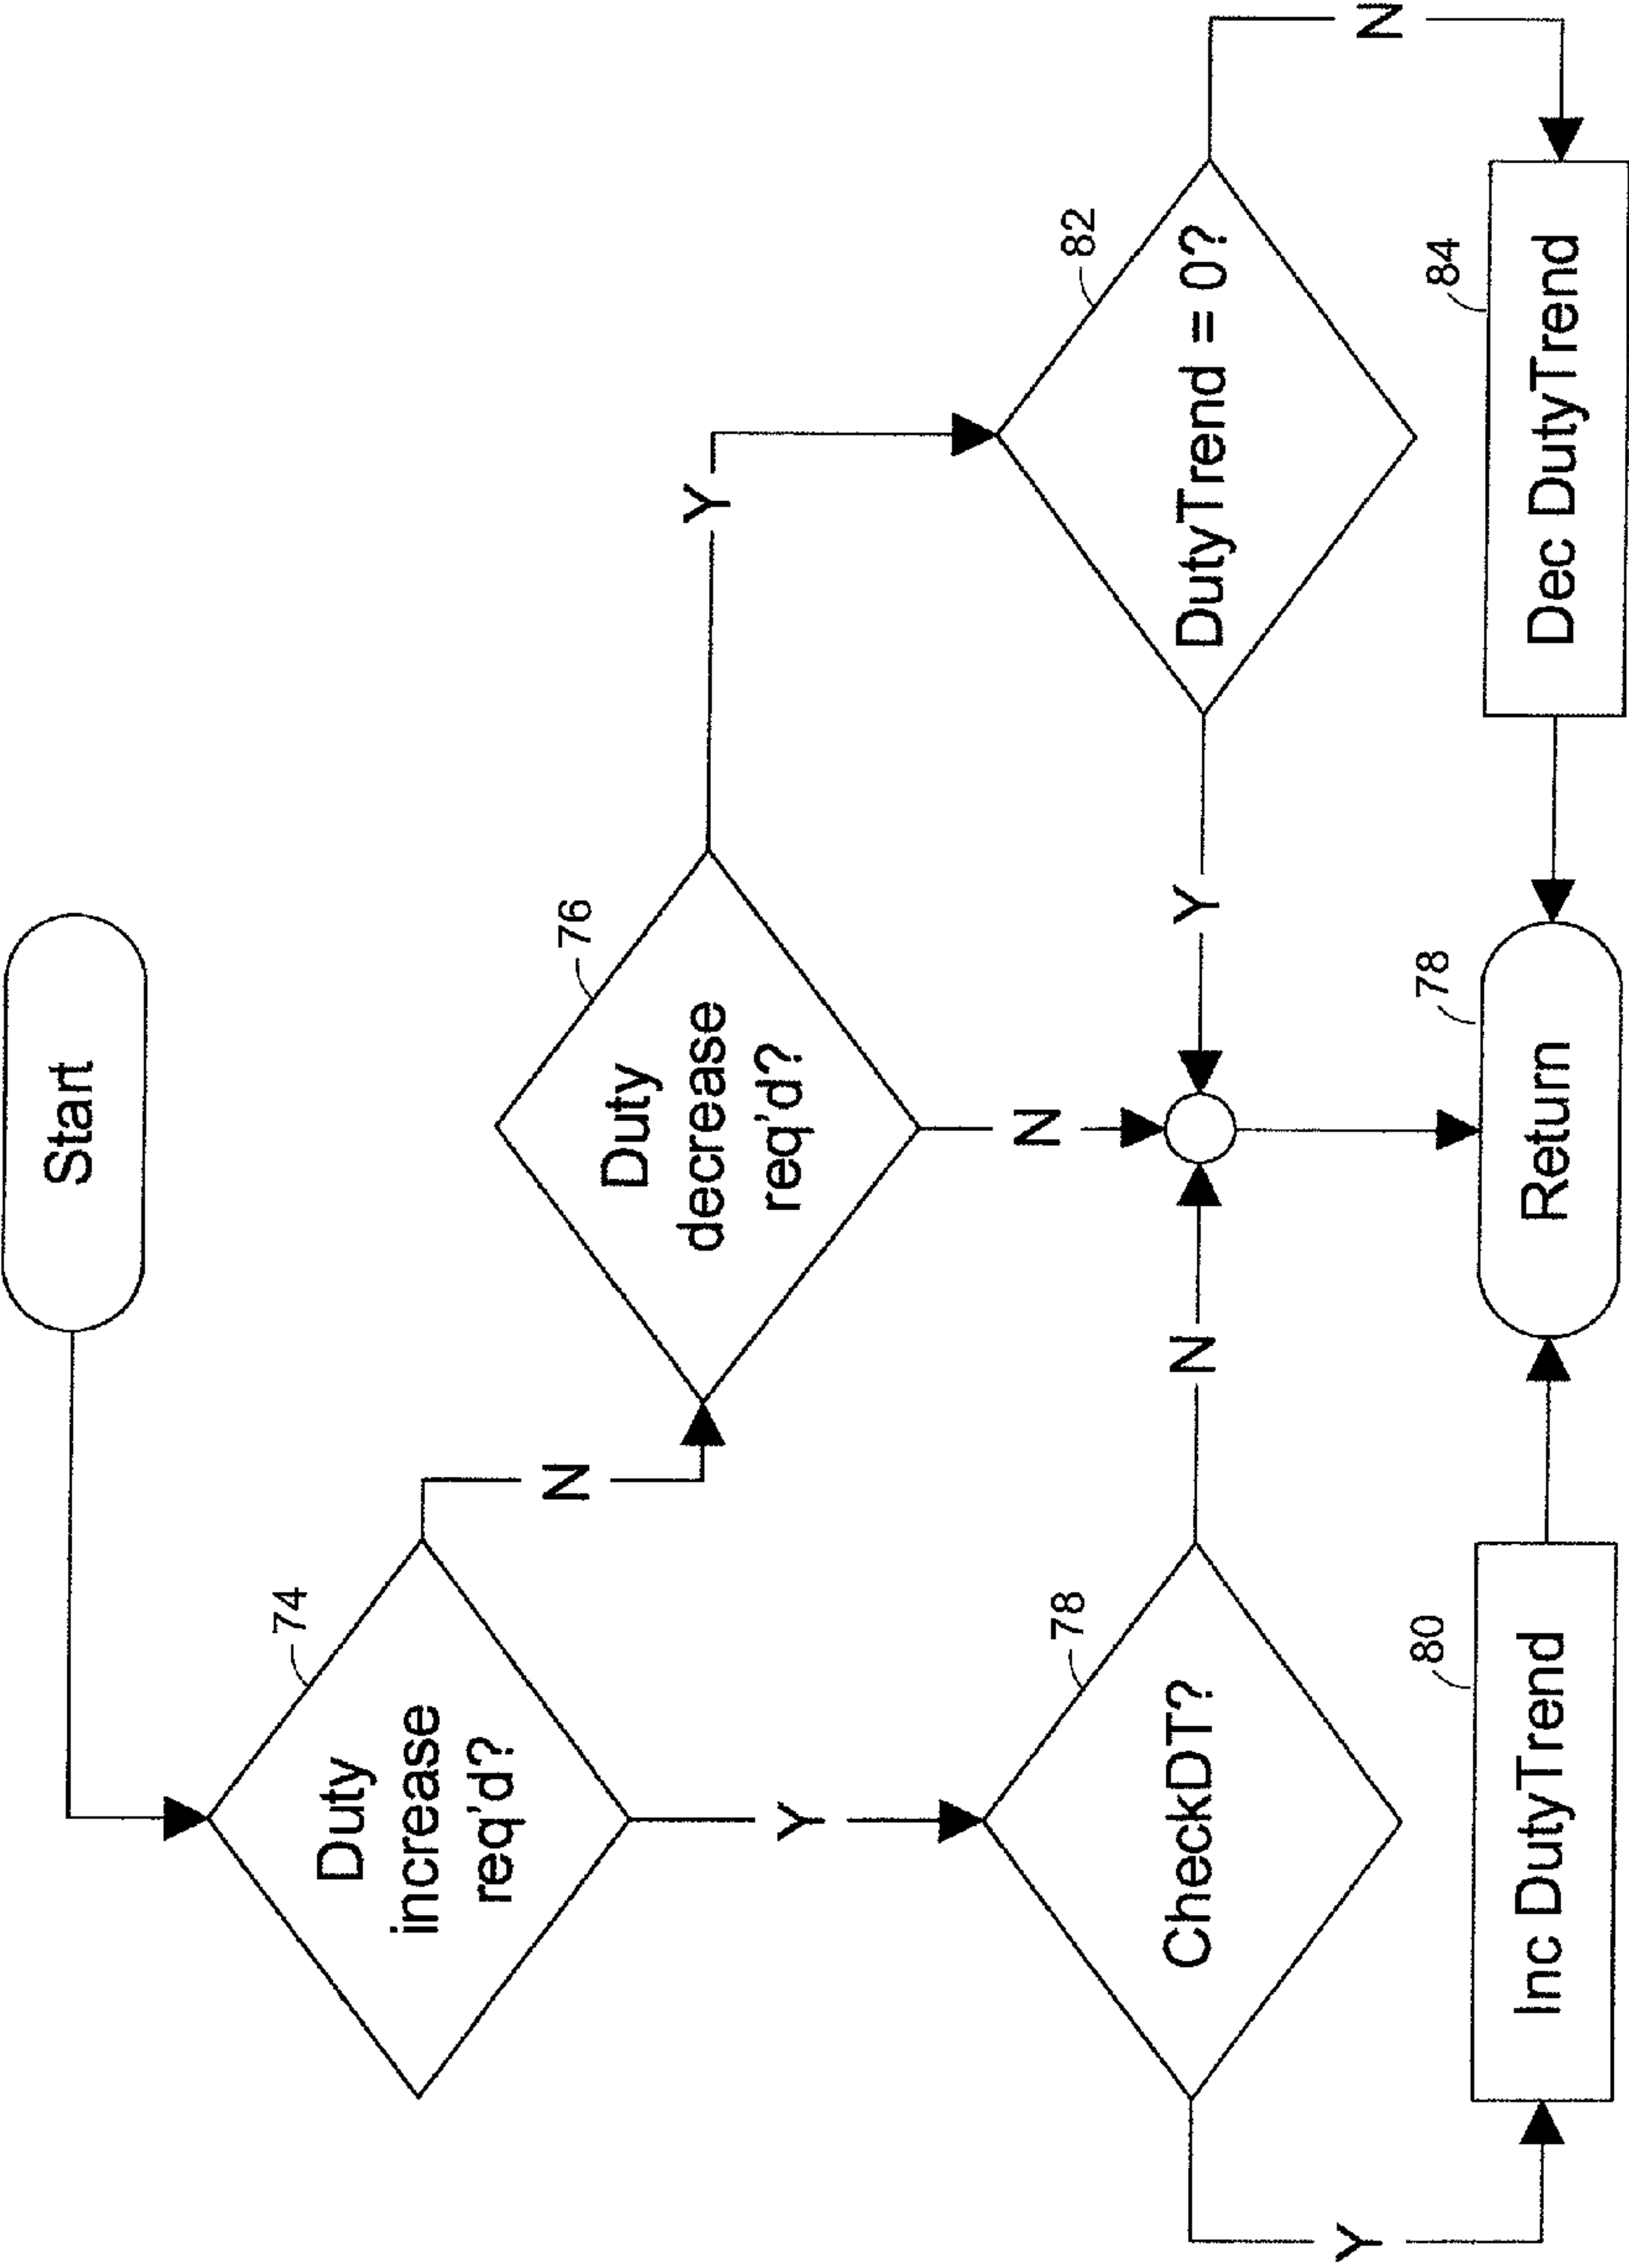 Start
74
Duty
increase
req'd?
N
76
Duty
decrease
req'd?
Y
Y
N
78
CheckDT?
N
Y
82
DutyTrend = 0?
Y
N
80
Inc DutyTrend
78
Return
84
Dec DutyTrend